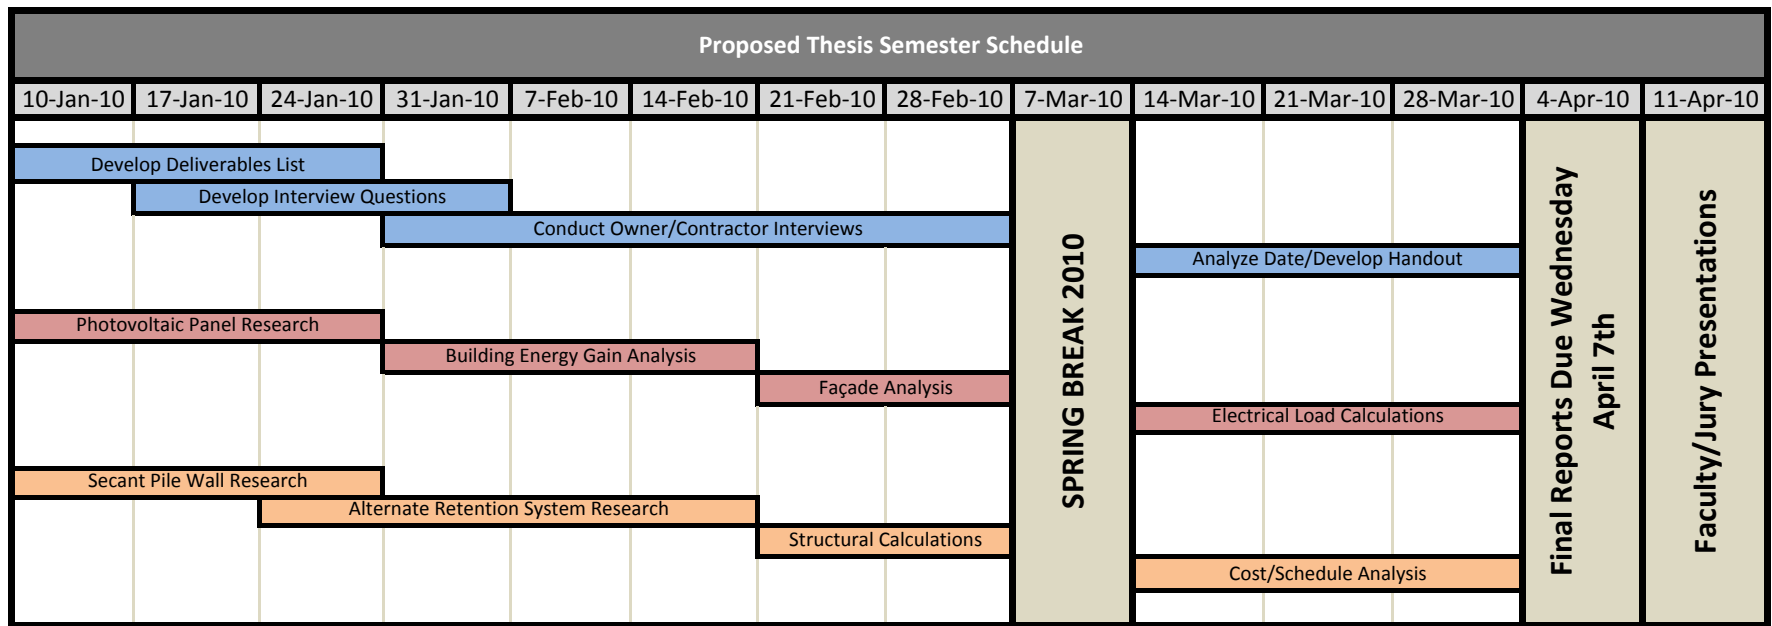 Proposed Thesis Semester Schedule
10-Jan-10 17-Jan-10 24-Jan-10 31-Jan-10 7-Feb-10 14-Feb-10 21-Feb-10 28-Feb-10 7-Mar-10 14-Mar-10 21-Mar-10 28-Mar-10 4-Apr-10 11-Apr-10
Develop Deliverables List
Develop Interview Questions
Conduct Owner/Contractor Interviews
Analyze Date/Develop Handout
Photovoltaic Panel Research
Building Energy Gain Analysis
Façade Analysis
Electrical Load Calculations
Secant Pile Wall Research
Alternate Retention System Research
Structural Calculations
Cost/Schedule Analysis
SPRING BREAK 2010
Final Reports Due Wednesday
April 7th
Faculty/Jury Presentations